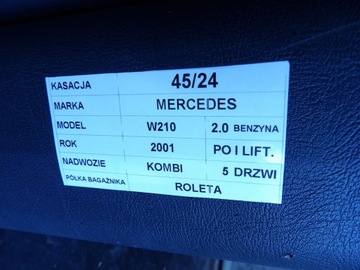 KASACJA 45/24
MARKA MERCEDES
MODEL W210 2.0 BENZYNA
ROK 2001 PO I LIFT.
NADWOZIE KOMBI 5 DRZWI
PÓŁKA BAGAŻNIKA ROLETA